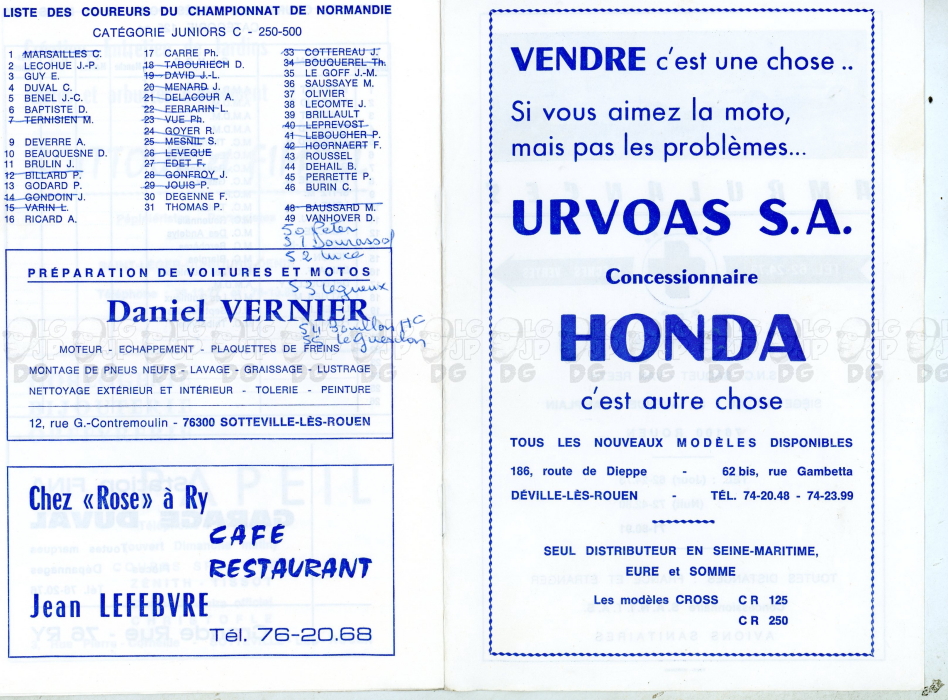 LISTE DES COUREURS DU CHAMPIONNAT DE NORMANDIE
CATÉGORIE JUNIORS C - 250-500
1 MARSAILLES C.
2 LECOHUE J.-P.
3 GUY E.
4 DUVAL C.
5 BENEL J.-C.
6 BAPTISTE D.
7 TERNISIEN M.
9 DEVERRE A.
10 BEAUQUESNE D.
11 BRULIN J.
12 BILLARD P.
13 GODARD P.
14 GONDOIN J.
15 VARIN L.
16 RICARD A.
17 CARRE Ph.
18 TABOURIECH D.
19 DAVID J.-L.
20 MENARD J.
21 DELACOUR A.
22 FERRARIN L.
23 VUE Ph.
24 GOYER R.
25 MESNIL S.
26 LEVEQUE
27 EDET F.
28 GONFROY J.
29 JOUIS P.
30 DEGENNE F.
31 THOMAS P.
33 COTTEREAU J.
34 BOUQUEREL Th.
35 LE GOFF J.-M.
36 SAUSSAYE M.
37 OLIVIER
38 LECOMTE J.
39 BRILLAULT
40 LEPREVOST
41 LEBOUCHER P.
42 HOORNAERT F.
43 ROUSSEL
44 DEHAIL B.
45 PERRETTE P.
46 BURIN C.
48 BAUSSARD M.
49 VANHOVER D.
50 Peter
51
52 Luce
53 Lequeux
54 Bouillon
55 Leguerlon
PRÉPARATION DE VOITURES ET MOTOS
Daniel VERNIER
MOTEUR - ECHAPPEMENT - PLAQUETTES DE FREINS
MONTAGE DE PNEUS NEUFS - LAVAGE - GRAISSAGE - LUSTRAGE
NETTOYAGE EXTÉRIEUR ET INTÉRIEUR - TOLERIE - PEINTURE
12, rue G.-Contremoulin - 76300 SOTTEVILLE-LÈS-ROUEN
Chez «Rose» à Ry
CAFE
RESTAURANT
Jean LEFEBVRE
Tél. 76-20.68
VENDRE c'est une chose ..
Si vous aimez la moto,
mais pas les problèmes...
URVOAS S.A.
Concessionnaire
HONDA
c'est autre chose
TOUS LES NOUVEAUX MODÈLES DISPONIBLES
186, route de Dieppe - 62 bis, rue Gambetta
DÉVILLE-LÈS-ROUEN - TÉL. 74-20.48 - 74-23.99
SEUL DISTRIBUTEUR EN SEINE-MARITIME,
EURE et SOMME
Les modèles CROSS CR 125
CR 250